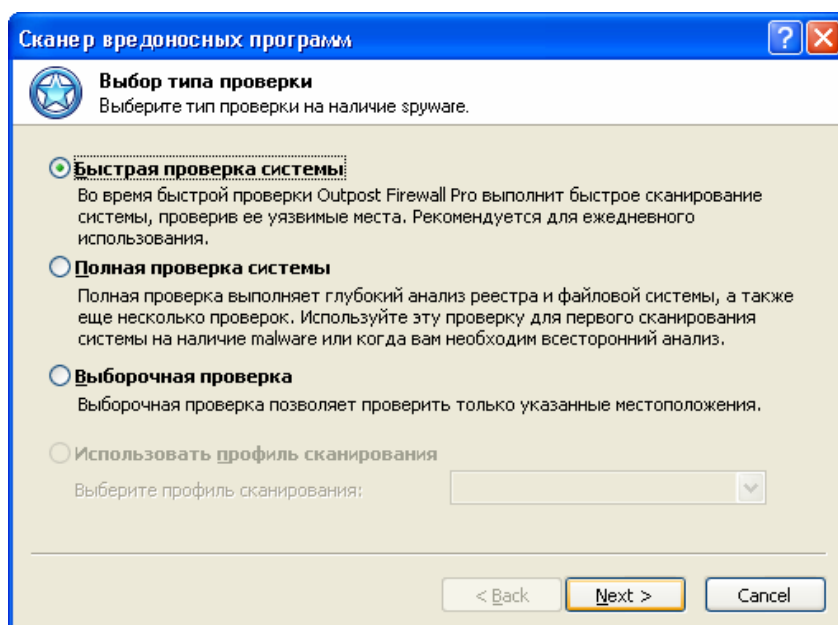 Сканер вредоносных программ
Выбор типа проверки
Выберите тип проверки на наличие spyware.
Быстрая проверка системы
Во время быстрой проверки Outpost Firewall Pro выполнит быстрое сканирование
системы, проверив ее уязвимые места. Рекомендуется для ежедневного
использования.
Полная проверка системы
Полная проверка выполняет глубокий анализ реестра и файловой системы, а также
еще несколько проверок. Используйте эту проверку для первого сканирования
системы на наличие malware или когда вам необходим всесторонний анализ.
Выборочная проверка
Выборочная проверка позволяет проверить только указанные местоположения.
Использовать профиль сканирования
Выберите профиль сканирования:
< Back Next > Cancel